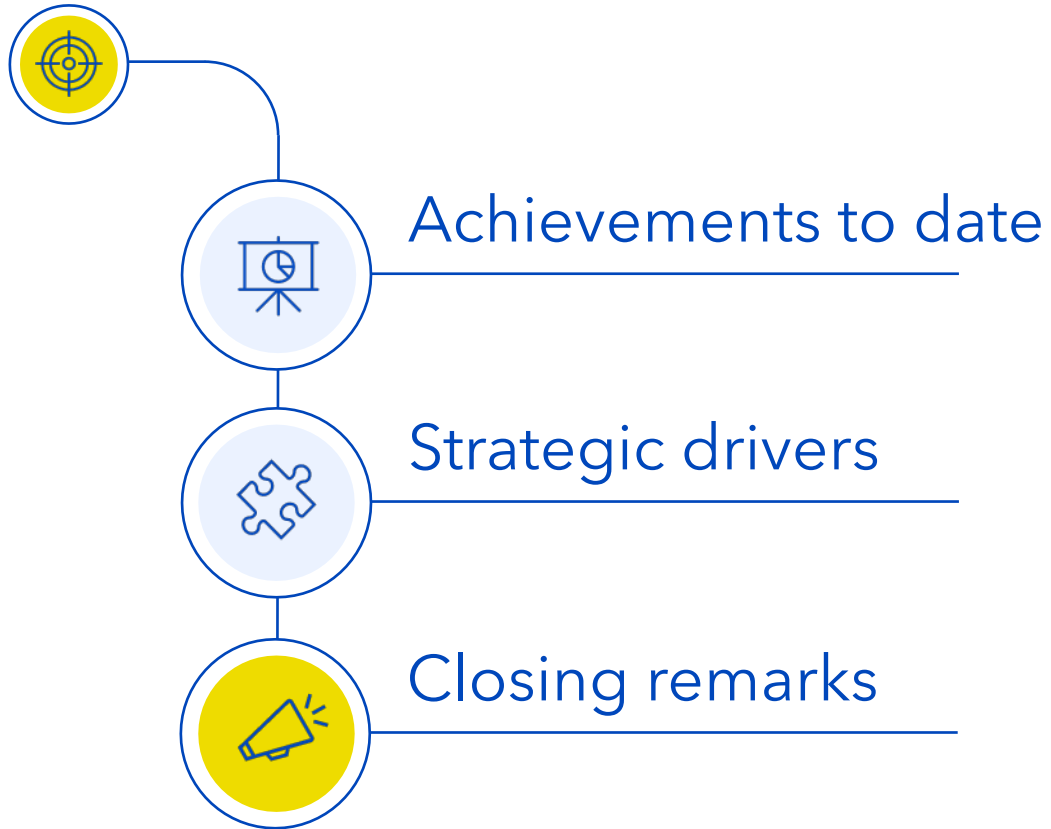 Achievements to date
Strategic drivers
Closing remarks